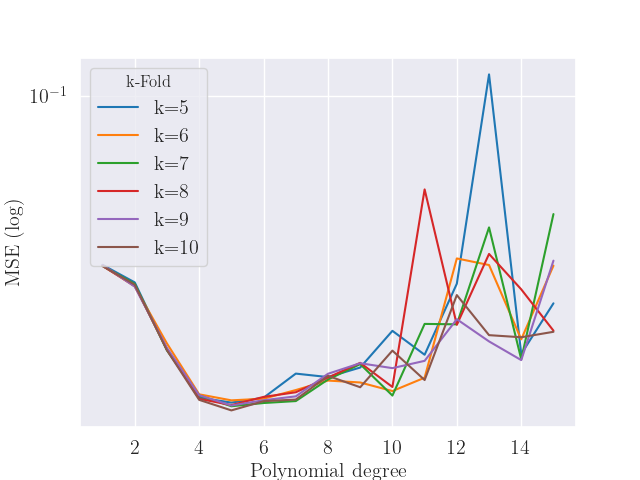 k-Fold
k=5
k=6
k=7
k=8
k=9
k=10
10⁻¹
MSE (log)
2 4 6 8 10 12 14
Polynomial degree